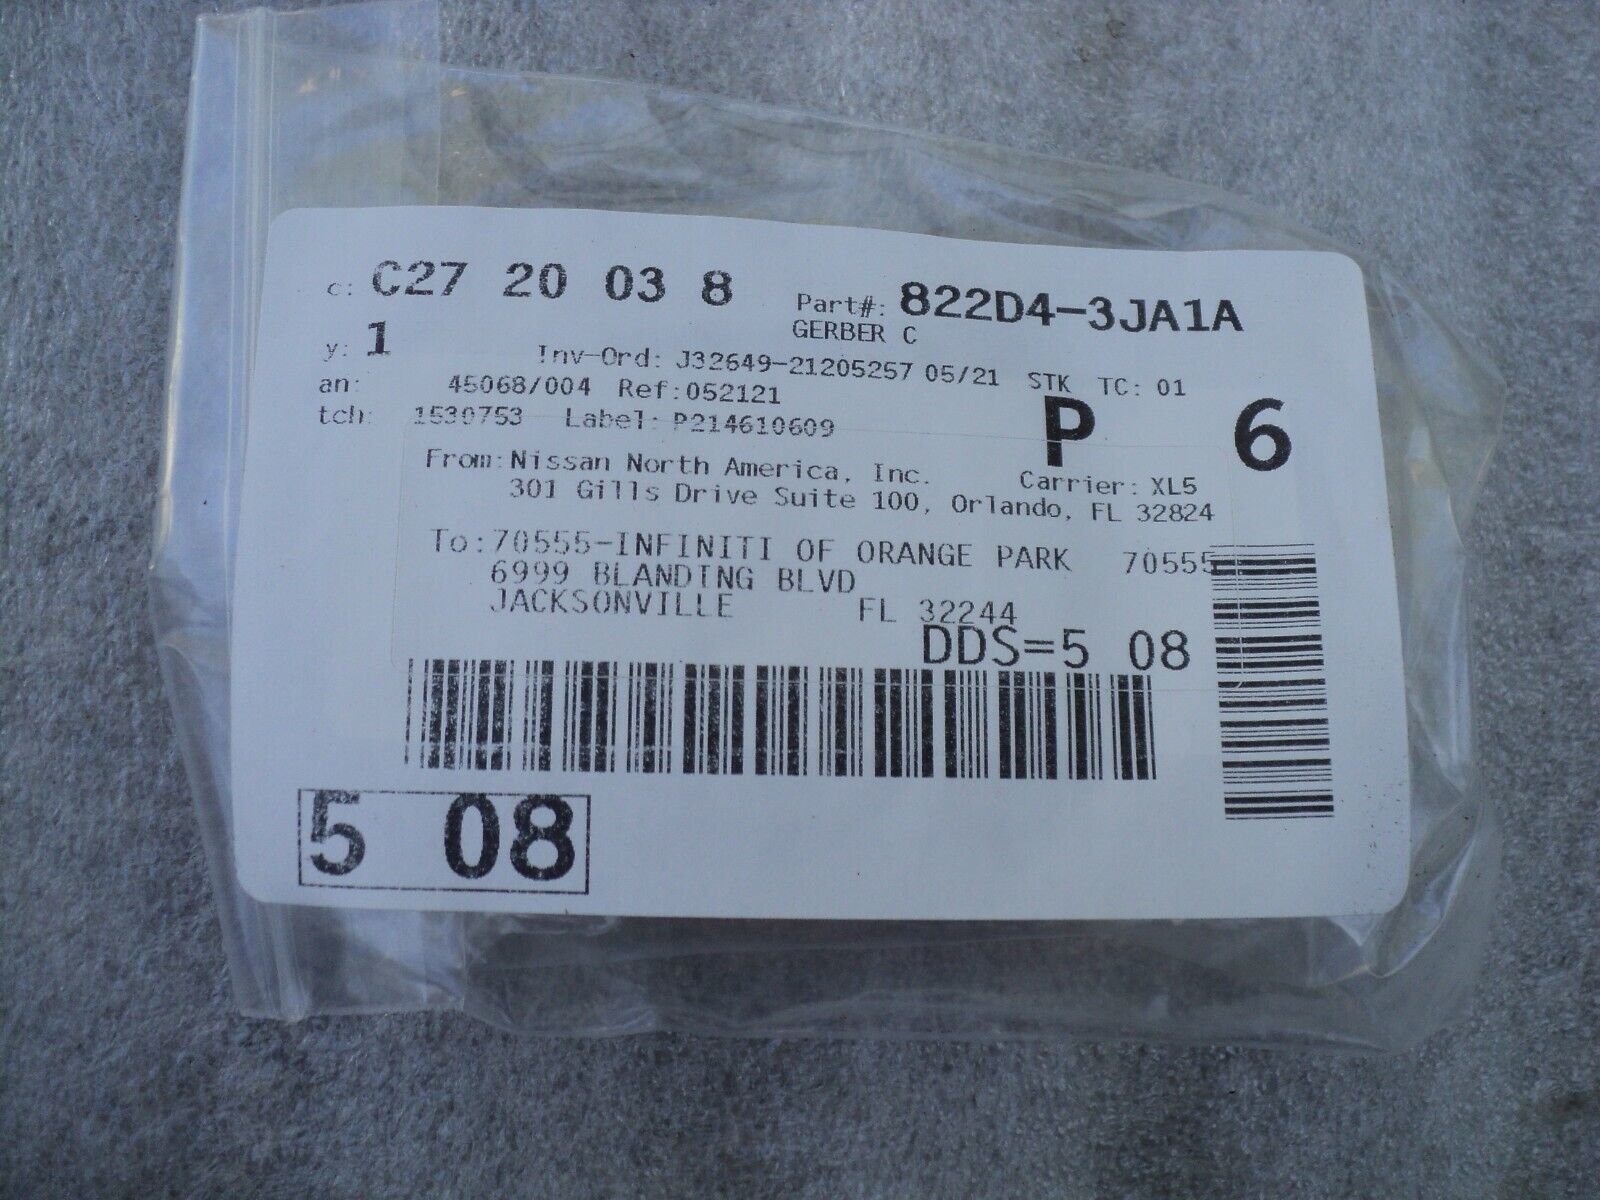 c: C27 20 03 8 Part#: 822D4-3JA1A
GERBER C
y: 1
Inv-Ord: J32649-21205257 05/21 STK TC: 01
an: 45068/004 Ref:052121
tch: 1530753 Label: P214610609
P 6
From: Nissan North America, Inc. Carrier: XL5
301 Gills Drive Suite 100, Orlando, FL 32824
To: 70555-INFINITI OF ORANGE PARK 70555
6999 BLANDING BLVD
JACKSONVILLE FL 32244
DDS=5 08
5 08